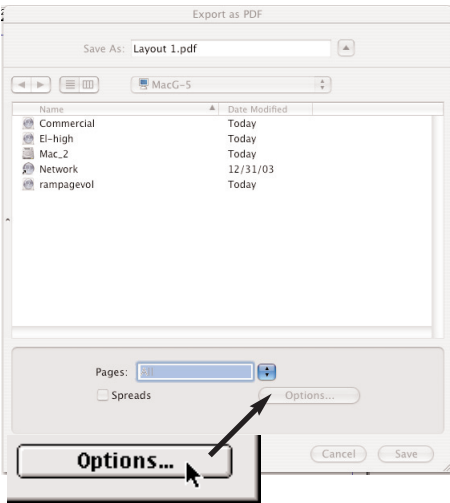 Export as PDF
Save As: Layout 1.pdf
MacG-5
Name Date Modified
Commercial Today
El-high Today
Mac_2 Today
Network 12/31/03
rampagevol Today
Pages:
Spreads Options...
Options...
Cancel Save